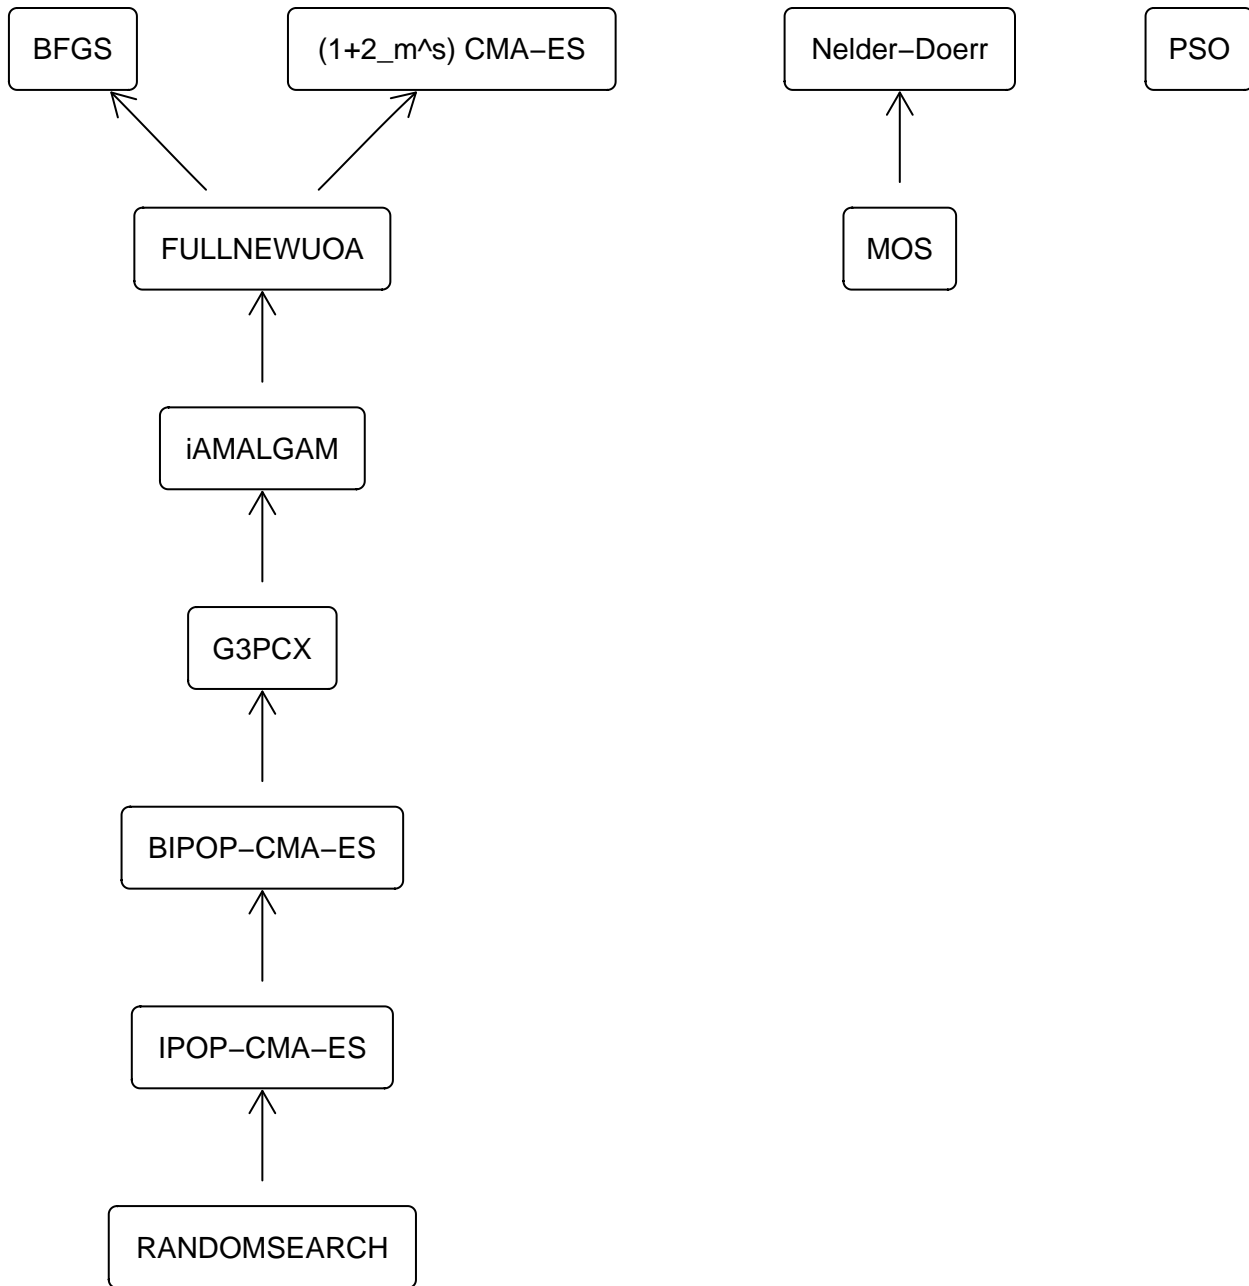 BFGS
(1+2_m^s) CMA−ES
Nelder−Doerr
PSO
FULLNEWUOA
MOS
iAMALGAM
G3PCX
BIPOP−CMA−ES
IPOP−CMA−ES
RANDOMSEARCH